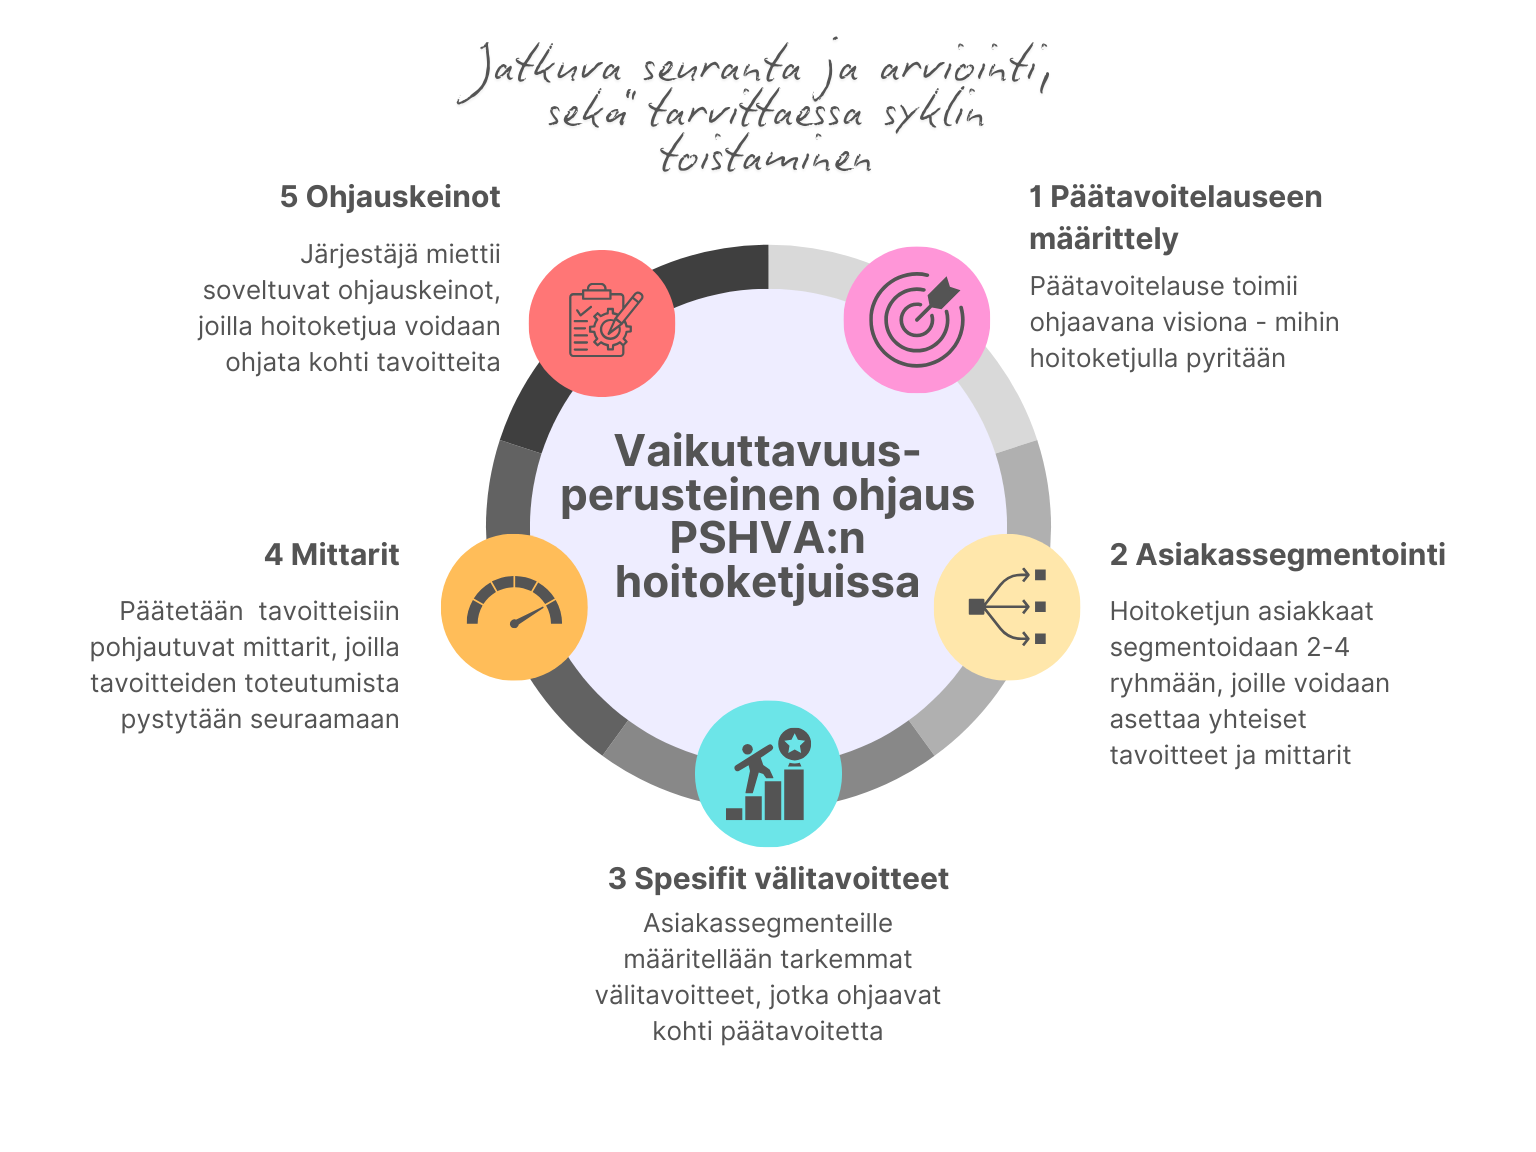 Jatkuva seuranta ja arviointi,
sekä tarvittaessa syklin
toistaminen
1 Päätavoitelauseen
määrittely
Päätavoitelause toimii
ohjaavana visiona - mihin
hoitoketjulla pyritään
2 Asiakassegmentointi
Hoitoketjun asiakkaat
segmentoidaan 2-4
ryhmään, joille voidaan
asettaa yhteiset
tavoitteet ja mittarit
3 Spesifit välitavoitteet
Asiakassegmenteille
määritellään tarkemmat
välitavoitteet, jotka ohjaavat
kohti päätavoitetta
4 Mittarit
Päätetään tavoitteisiin
pohjautuvat mittarit, joilla
tavoitteiden toteutumista
pystytään seuraamaan
5 Ohjauskeinot
Järjestäjä miettii
soveltuvat ohjauskeinot,
joilla hoitoketjua voidaan
ohjata kohti tavoitteita
Vaikuttavuus-
perusteinen ohjaus
PSHVA:n
hoitoketjuissa